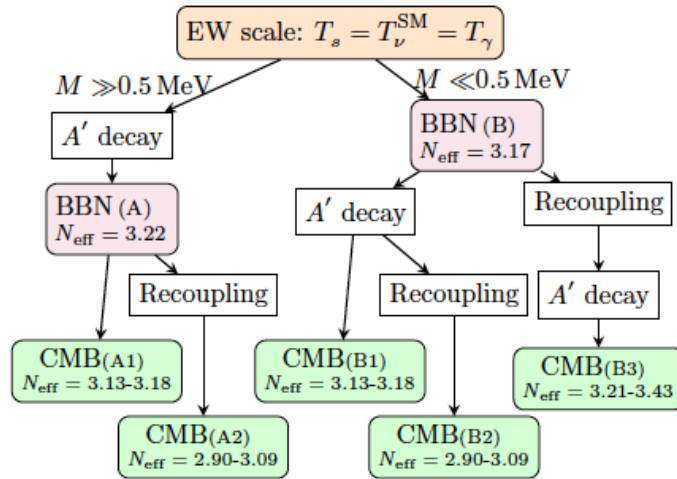 EW scale: Tₛ = T_ν^SM = T_γ
M ≫0.5 MeV
M ≪0.5 MeV
A′ decay
BBN (B)
N_eff = 3.17
BBN (A)
N_eff = 3.22
A′ decay
Recoupling
Recoupling
Recoupling
A′ decay
CMB(A1)
N_eff = 3.13-3.18
CMB(B1)
N_eff = 3.13-3.18
CMB(B3)
N_eff = 3.21-3.43
CMB(A2)
N_eff = 2.90-3.09
CMB(B2)
N_eff = 2.90-3.09